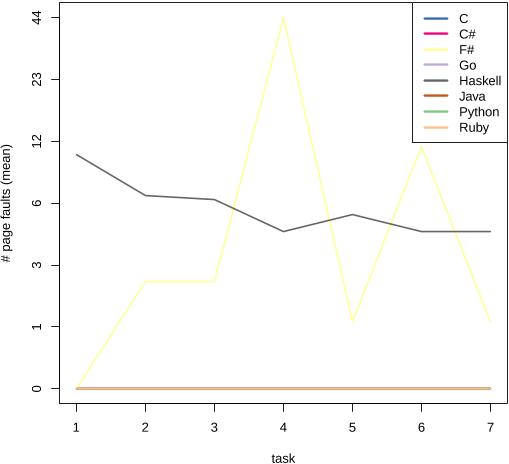 # page faults (mean)
44
23
12
6
3
1
0
1 2 3 4 5 6 7
task
C
C#
F#
Go
Haskell
Java
Python
Ruby